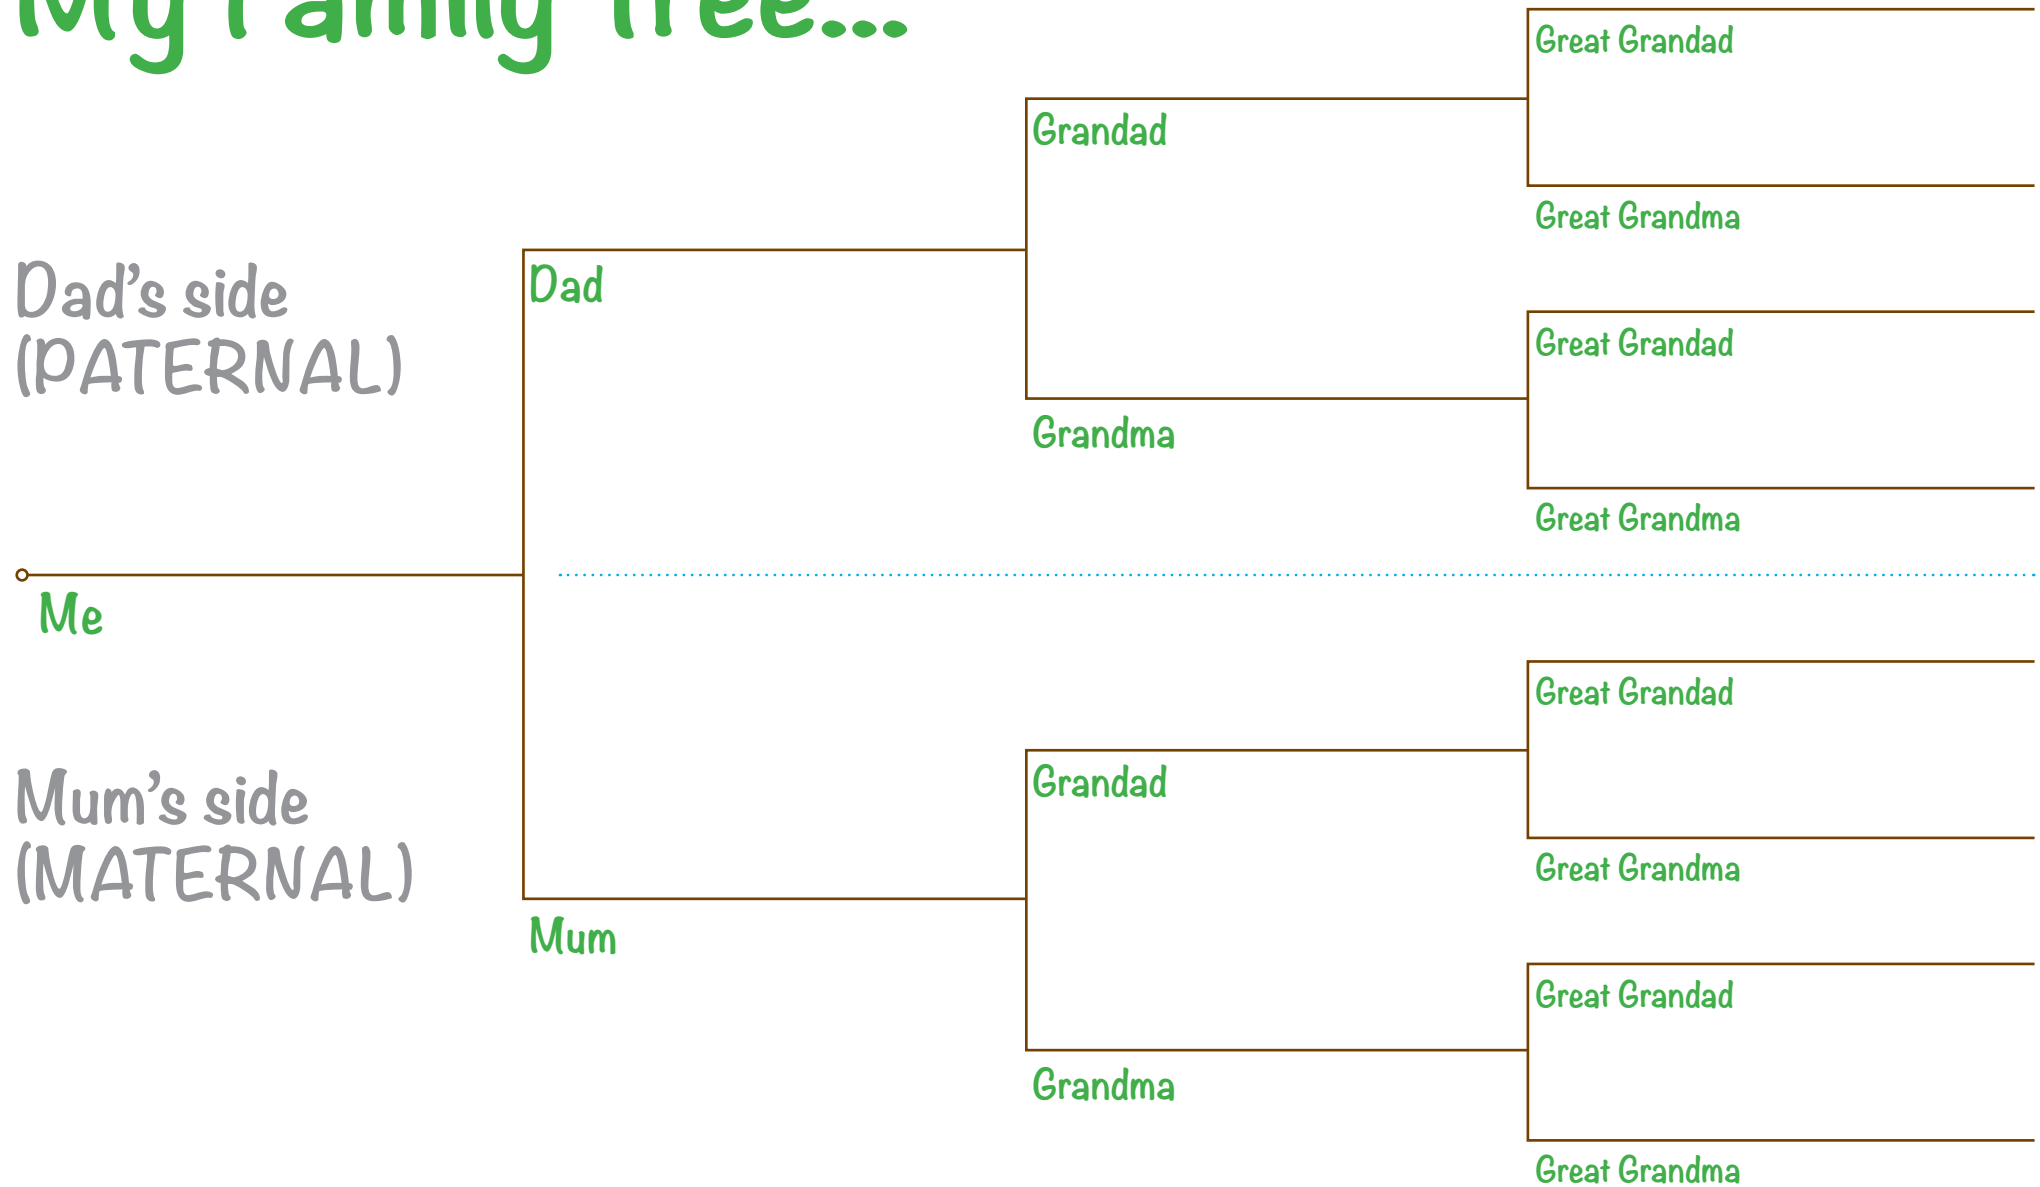 My Family Tree...
Great Grandad
Grandad
Great Grandma
Dad's side
(PATERNAL)
Dad
Great Grandad
Grandma
Great Grandma
Me
Great Grandad
Grandad
Mum's side
(MATERNAL)
Great Grandma
Mum
Great Grandad
Grandma
Great Grandma